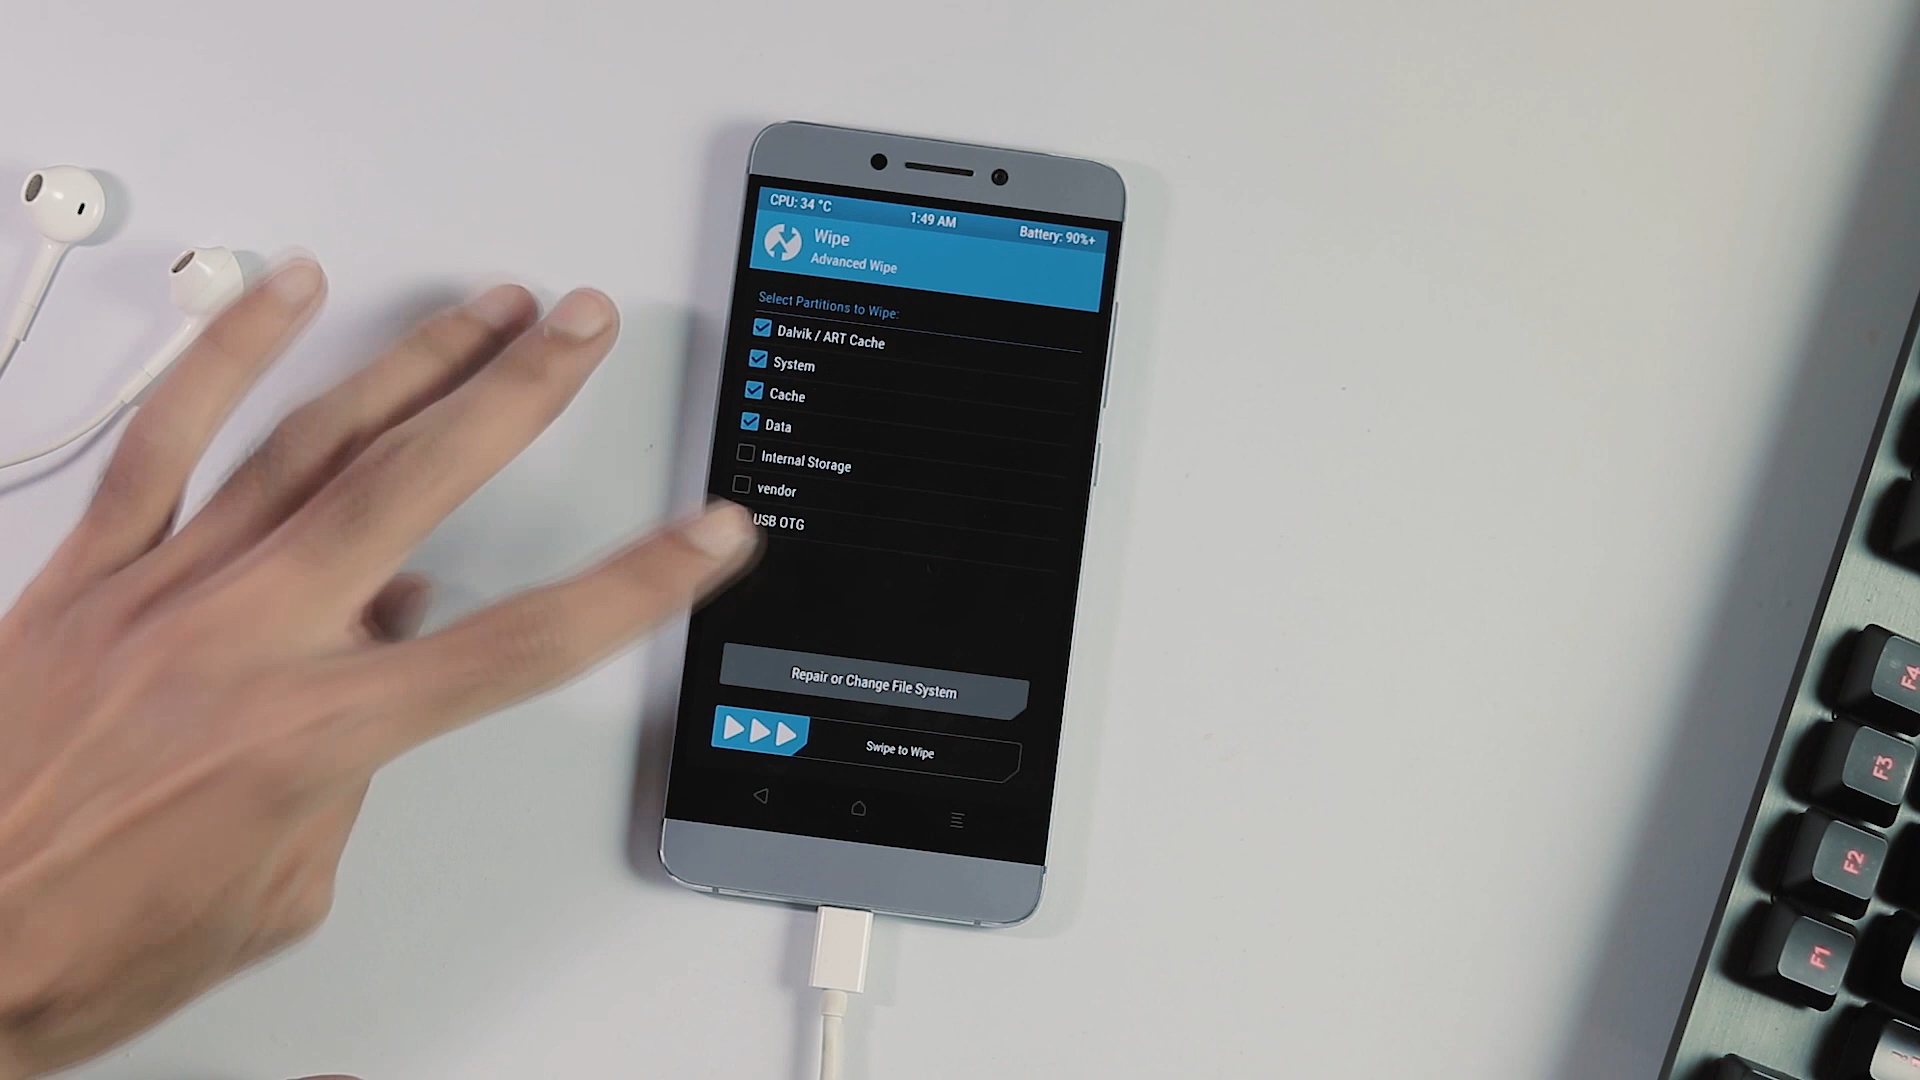 CPU: 34 °C
1:49 AM
Battery: 90%+
Wipe
Advanced Wipe
Select Partitions to Wipe:
Dalvik / ART Cache
System
Cache
Data
Internal Storage
vendor
USB OTG
Repair or Change File System
Swipe to Wipe
F4
F3
F2
F1